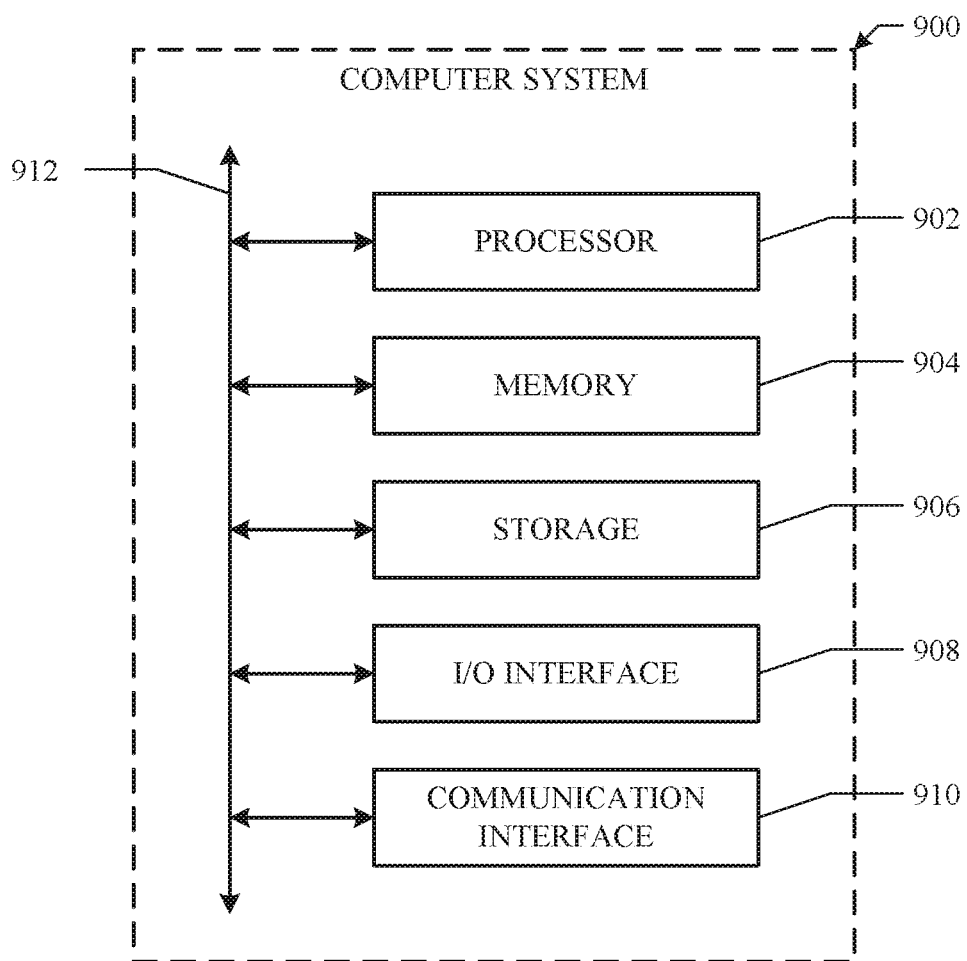 900
COMPUTER SYSTEM
912
PROCESSOR
902
MEMORY
904
STORAGE
906
I/O INTERFACE
908
COMMUNICATION
INTERFACE
910